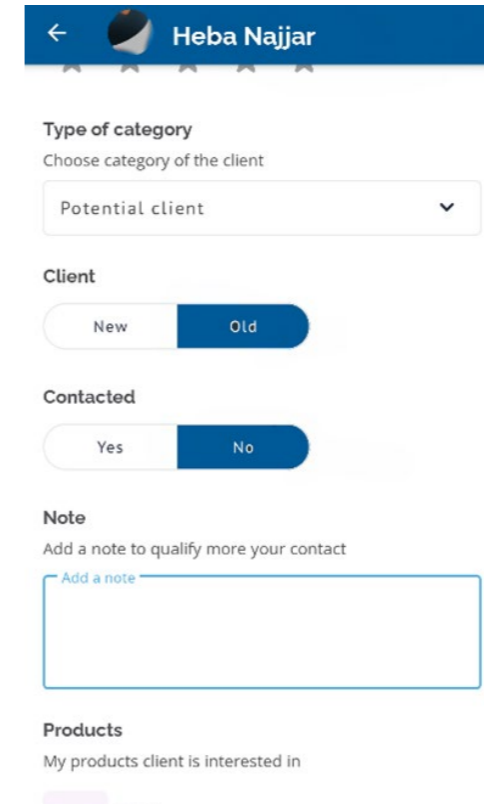 Heba Najjar
Type of category
Choose category of the client
Potential client
Client
New Old
Contacted
Yes No
Note
Add a note to qualify more your contact
Add a note
Products
My products client is interested in